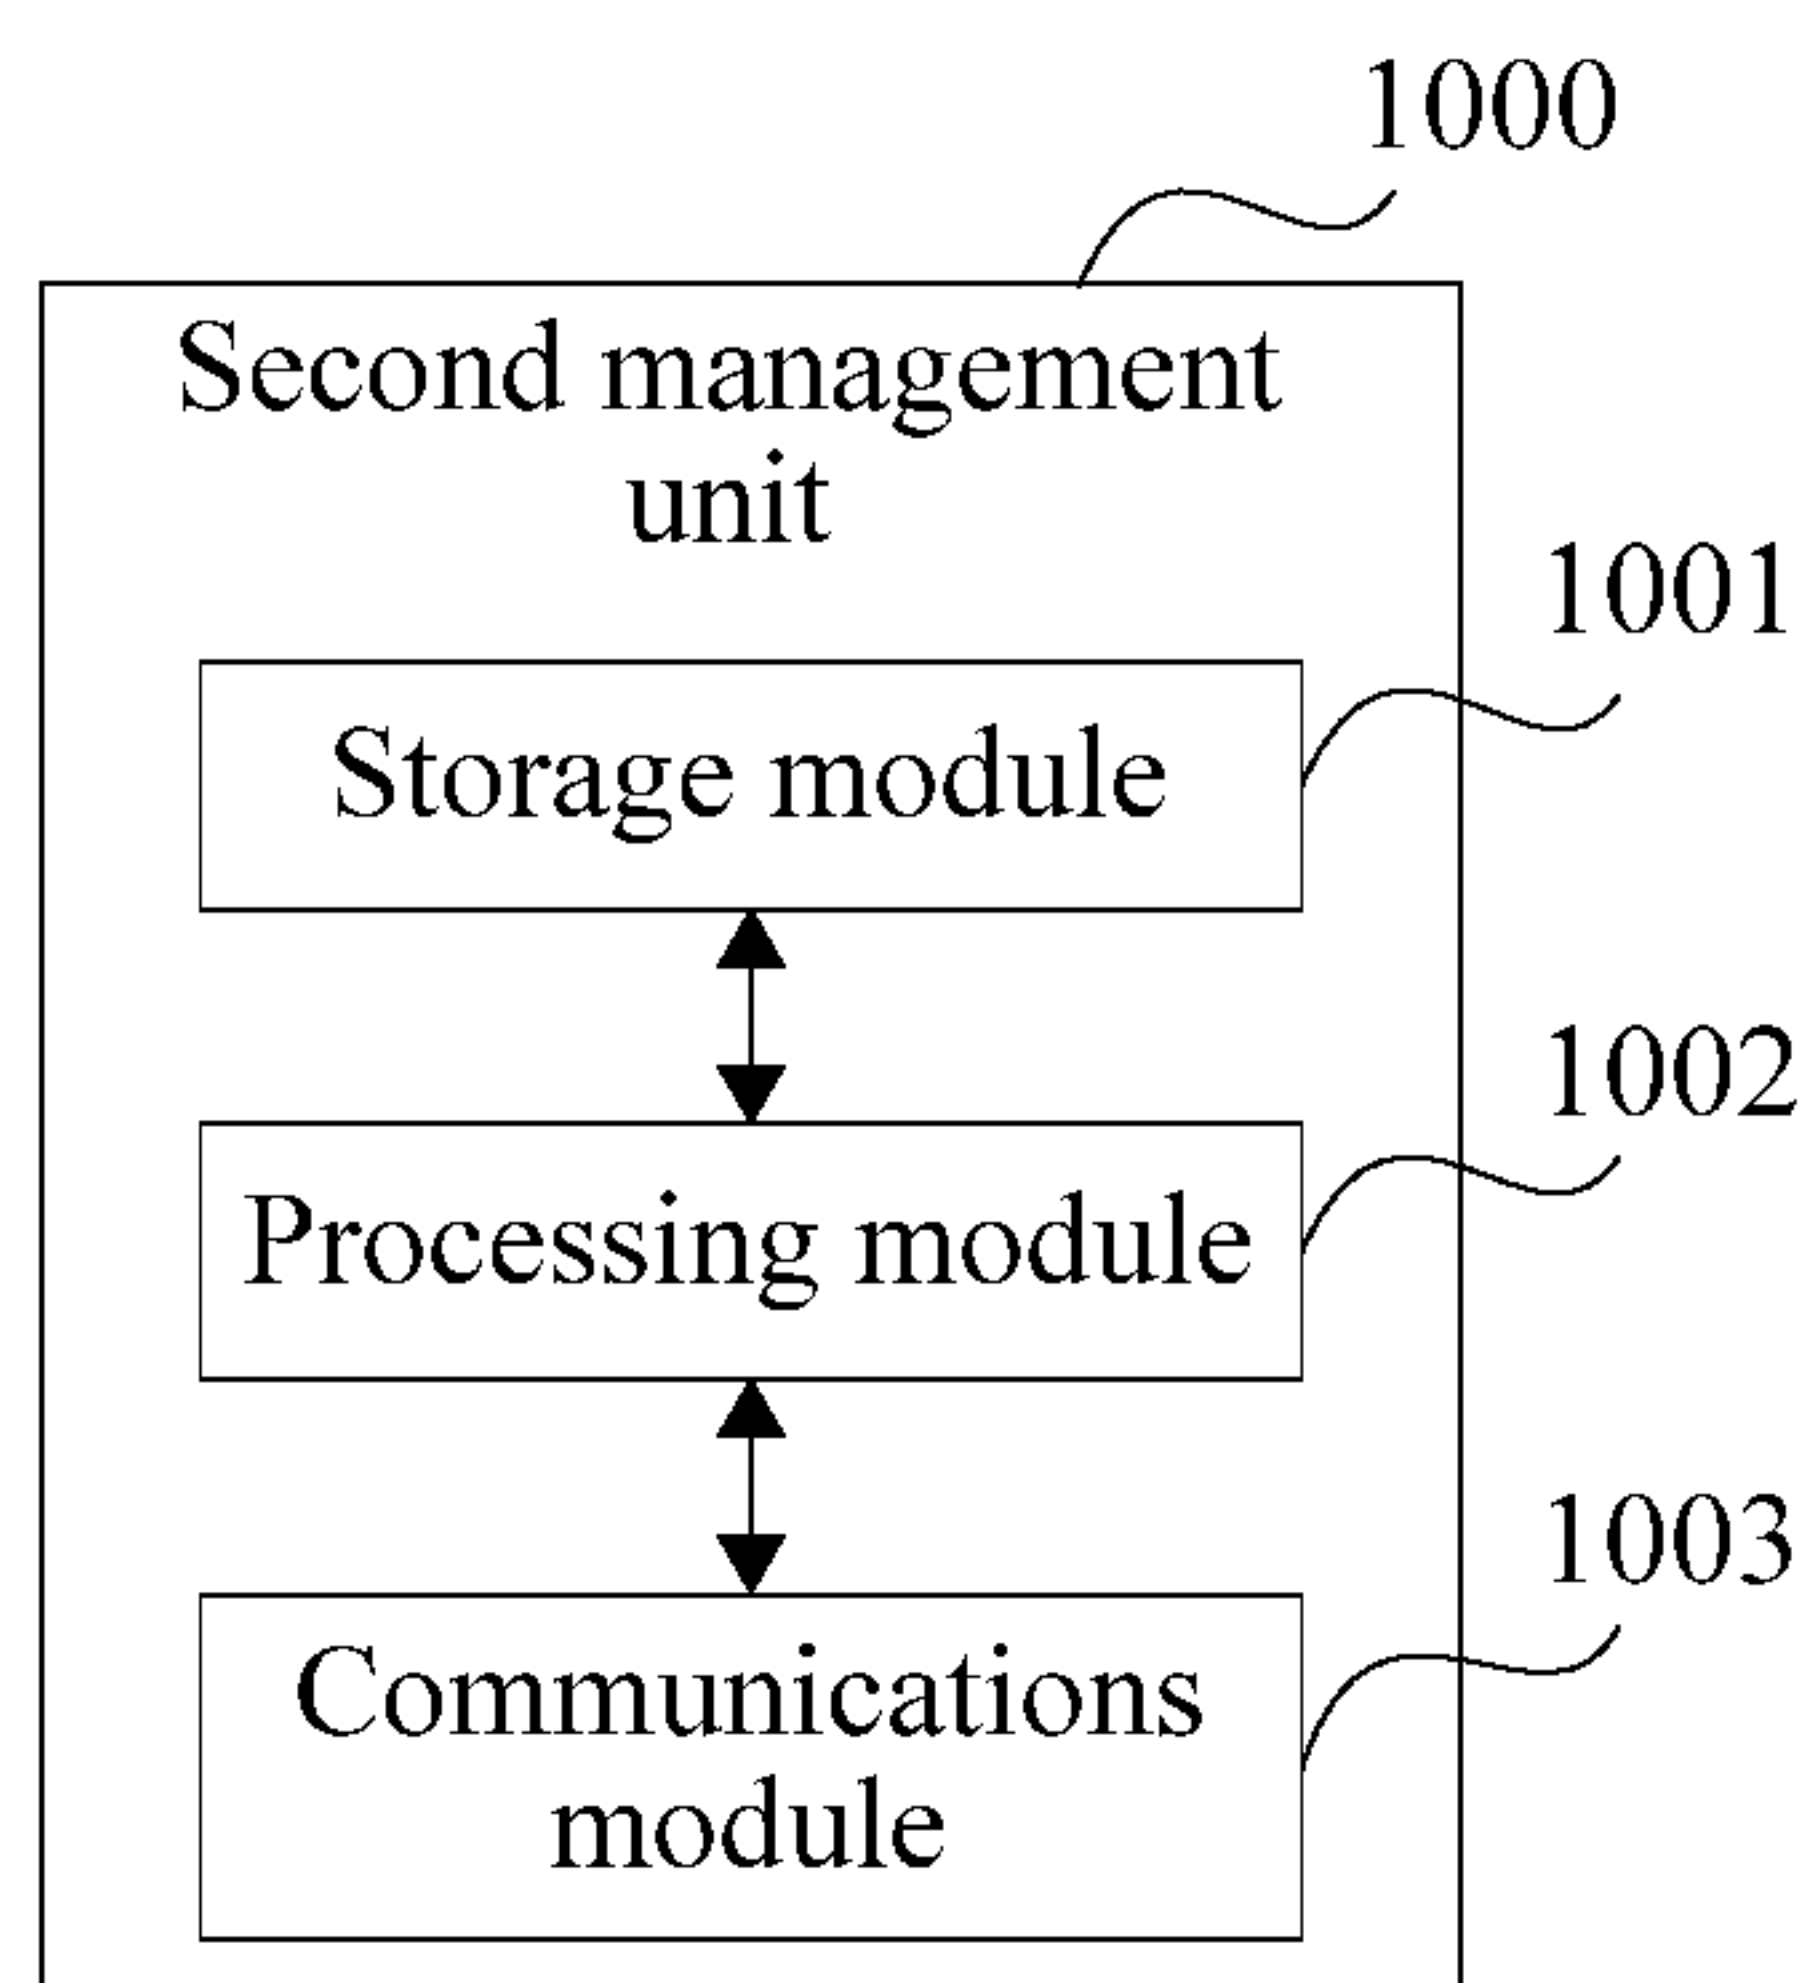 1000
Second management
unit
1001
Storage module
1002
Processing module
1003
Communications
module